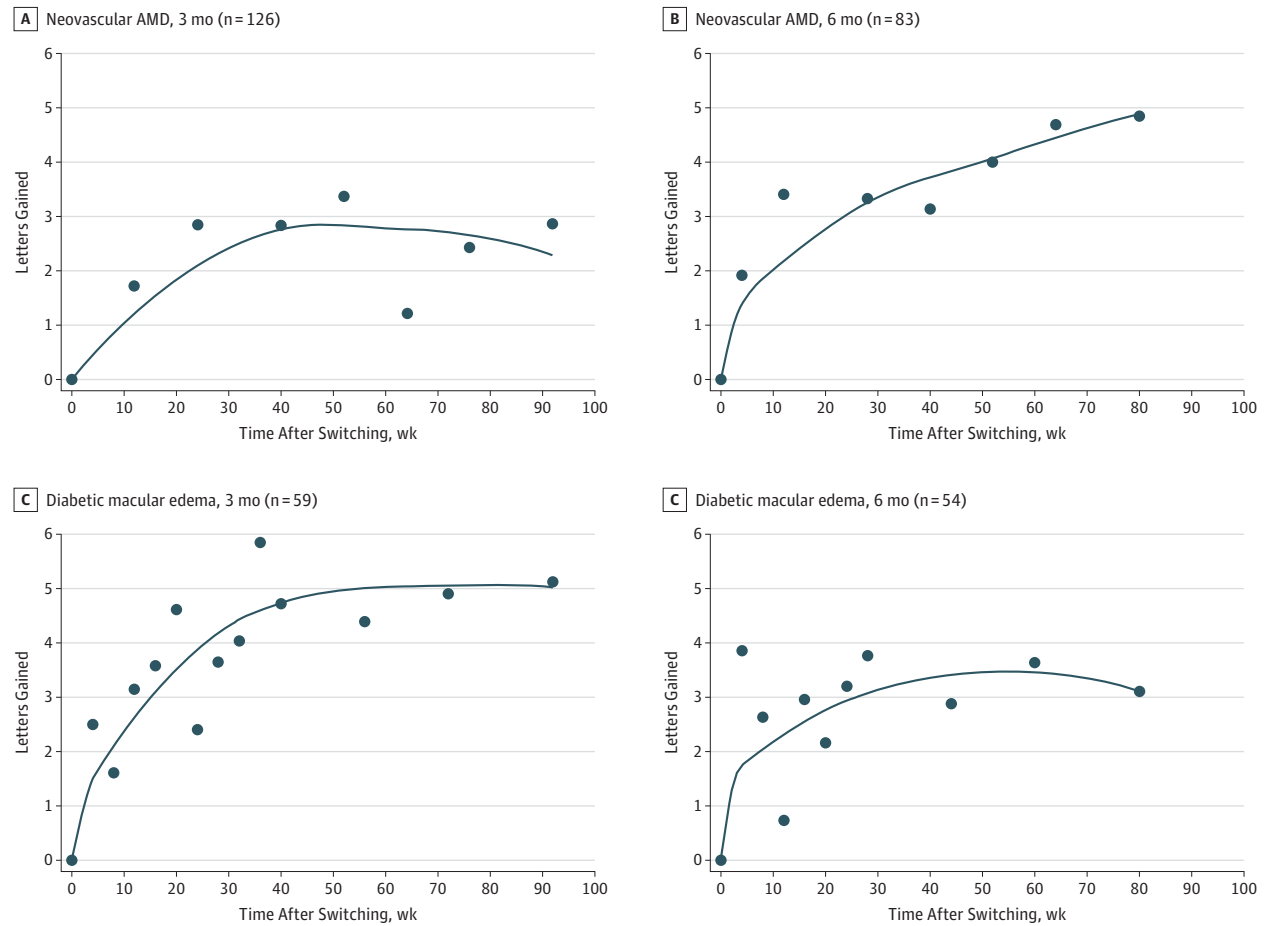 A Neovascular AMD, 3 mo (n = 126)
6
5
4
3
2
1
0
Letters Gained
0 10 20 30 40 50 60 70 80 90 100
Time After Switching, wk
B Neovascular AMD, 6 mo (n = 83)
6
5
4
3
2
1
0
Letters Gained
0 10 20 30 40 50 60 70 80 90 100
Time After Switching, wk
C Diabetic macular edema, 3 mo (n = 59)
6
5
4
3
2
1
0
Letters Gained
0 10 20 30 40 50 60 70 80 90 100
Time After Switching, wk
C Diabetic macular edema, 6 mo (n = 54)
6
5
4
3
2
1
0
Letters Gained
0 10 20 30 40 50 60 70 80 90 100
Time After Switching, wk